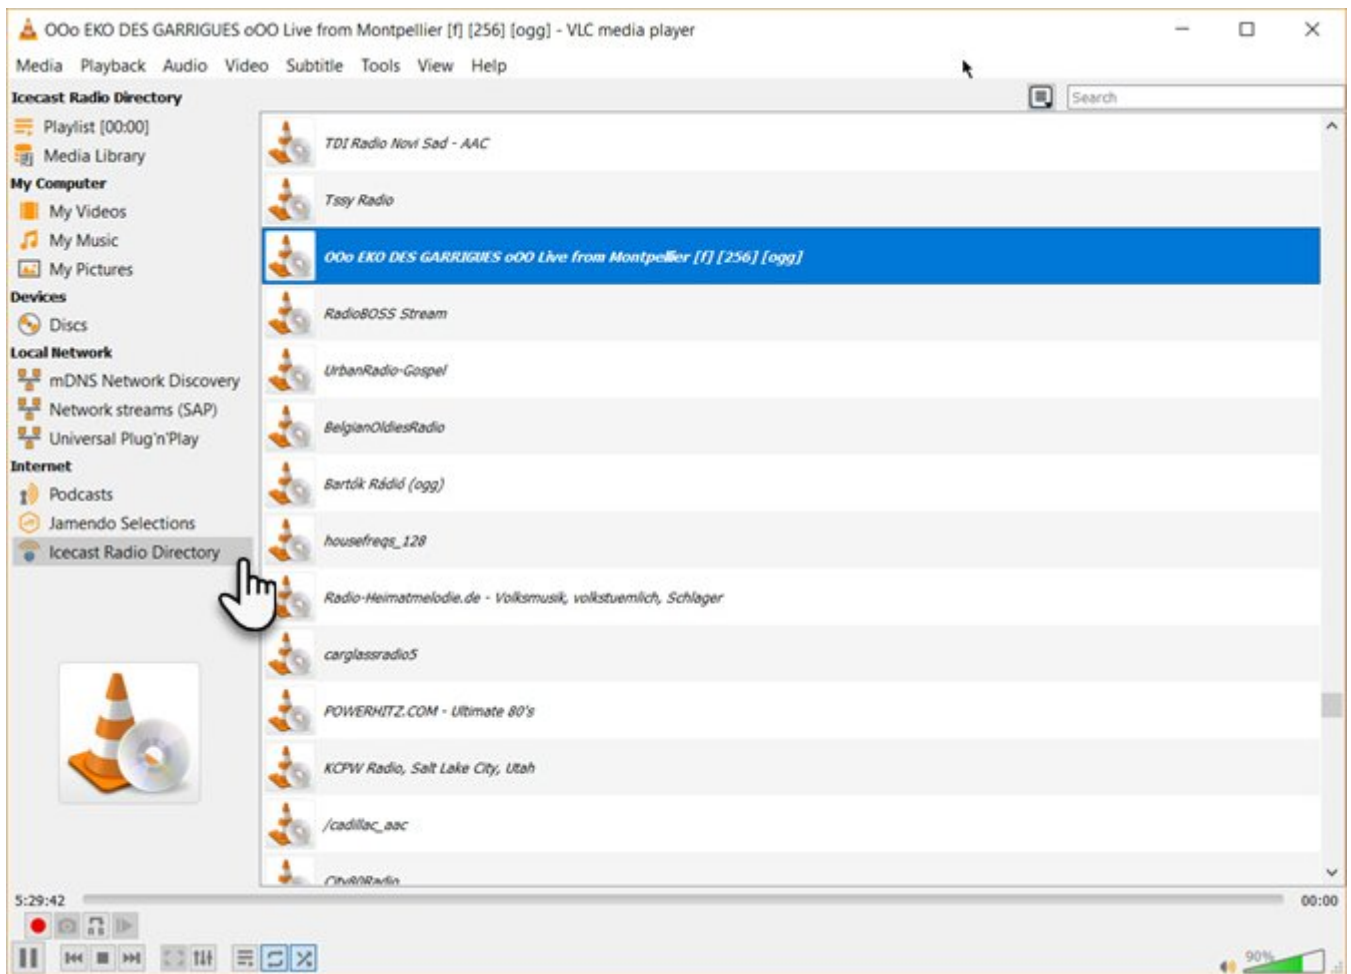 OOo EKO DES GARRIGUES oOO Live from Montpellier [f] [256] [ogg] - VLC media player
Media Playback Audio Video Subtitle Tools View Help
Icecast Radio Directory
Search
Playlist [00:00]
Media Library
My Computer
My Videos
My Music
My Pictures
Devices
Discs
Local Network
mDNS Network Discovery
Network streams (SAP)
Universal Plug'n'Play
Internet
Podcasts
Jamendo Selections
Icecast Radio Directory
TDI Radio Novi Sad - AAC
Tssy Radio
OOo EKO DES GARRIGUES oOO Live from Montpellier [f] [256] [ogg]
RadioBOSS Stream
UrbanRadio-Gospel
BelgianOldiesRadio
Bartók Rádió (ogg)
housefreqs_128
Radio-Heimatmelodie.de - Volksmusik, volkstuemlich, Schlager
carglassradio5
POWERHITZ.COM - Ultimate 80's
KCPW Radio, Salt Lake City, Utah
/cadillac_aac
City80Radio
5:29:42
00:00
90%